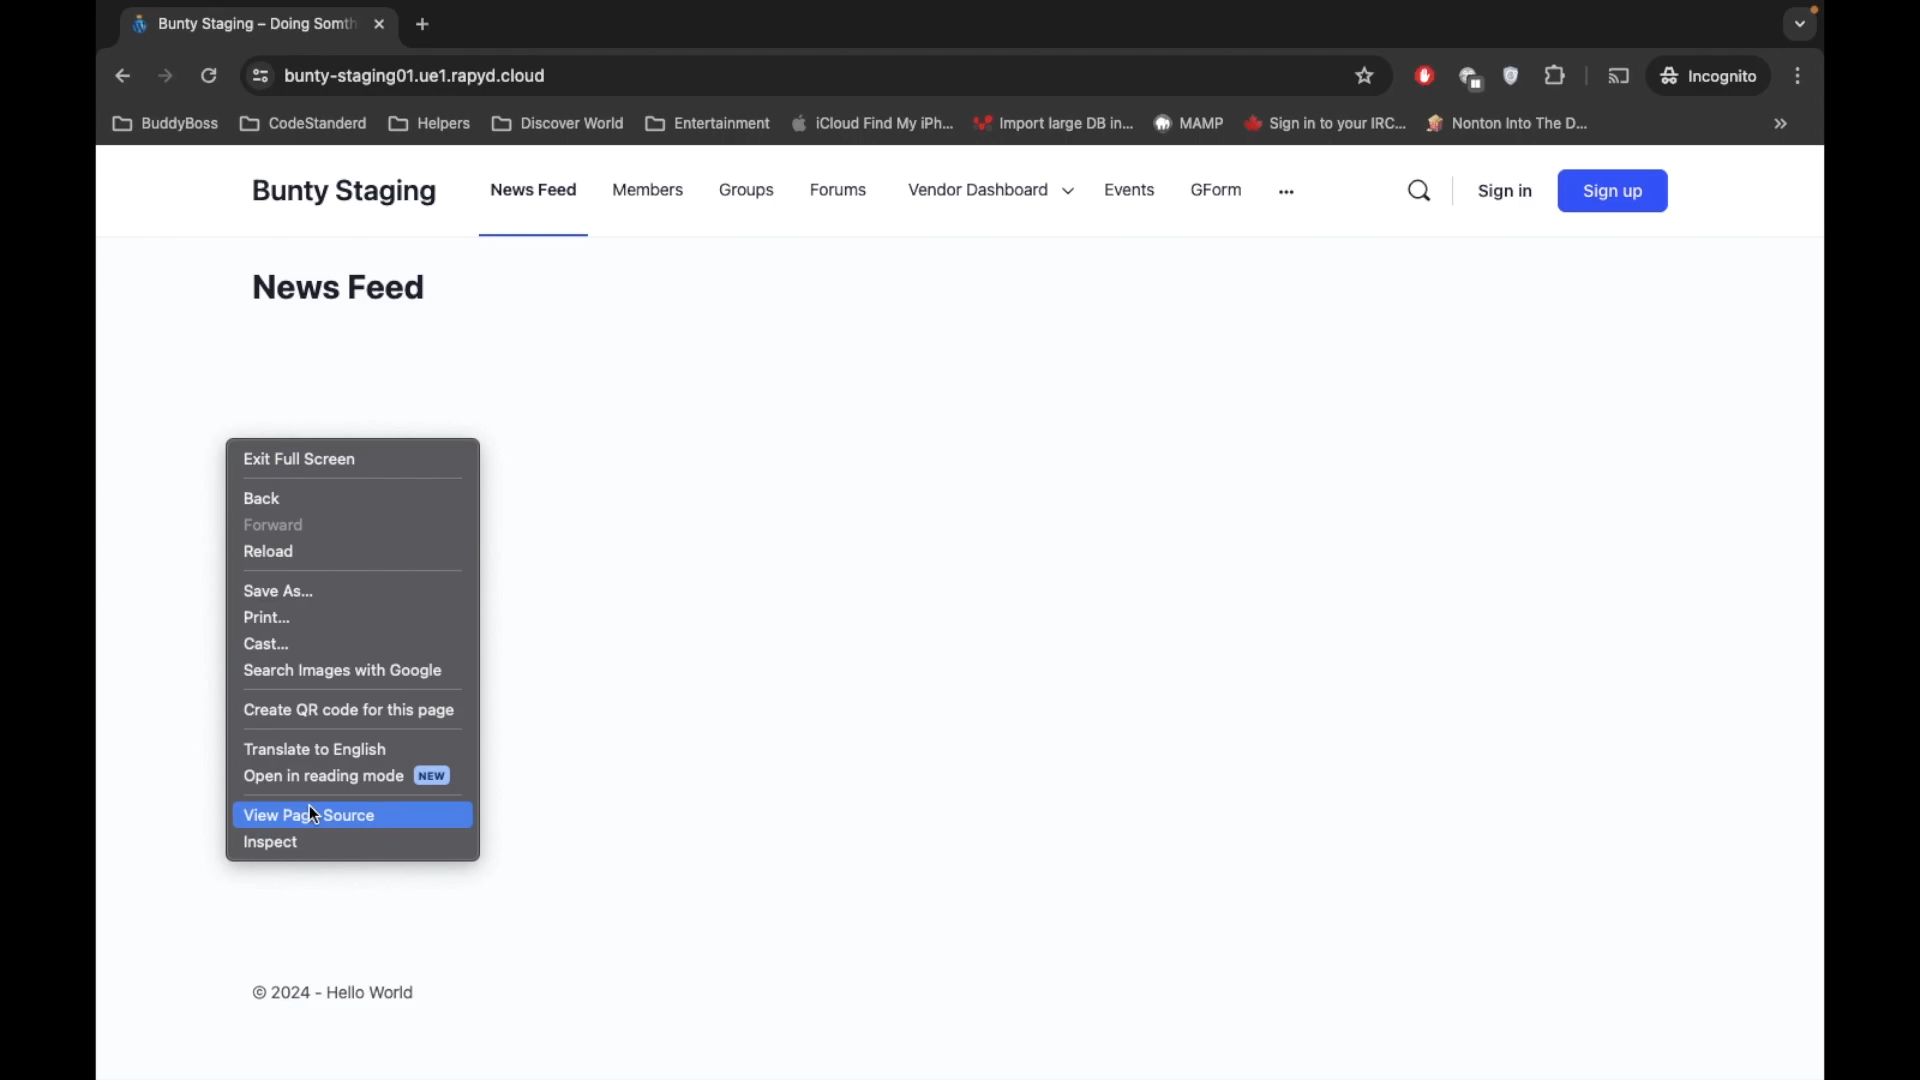 Bunty Staging – Doing Somth
bunty-staging01.ue1.rapyd.cloud
Incognito
BuddyBoss CodeStanderd Helpers Discover World Entertainment iCloud Find My iPh... Import large DB in... MAMP Sign in to your IRC... Nonton Into The D...
Bunty Staging News Feed Members Groups Forums Vendor Dashboard Events GForm Sign in Sign up
News Feed
Exit Full Screen
Back
Forward
Reload
Save As...
Print...
Cast...
Search Images with Google
Create QR code for this page
Translate to English
Open in reading mode NEW
View Page Source
Inspect
© 2024 - Hello World